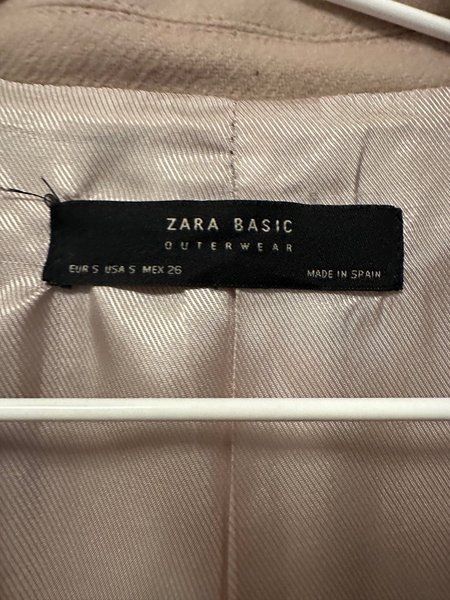 ZARA BASIC
OUTERWEAR
EUR S USA S MEX 26 MADE IN SPAIN